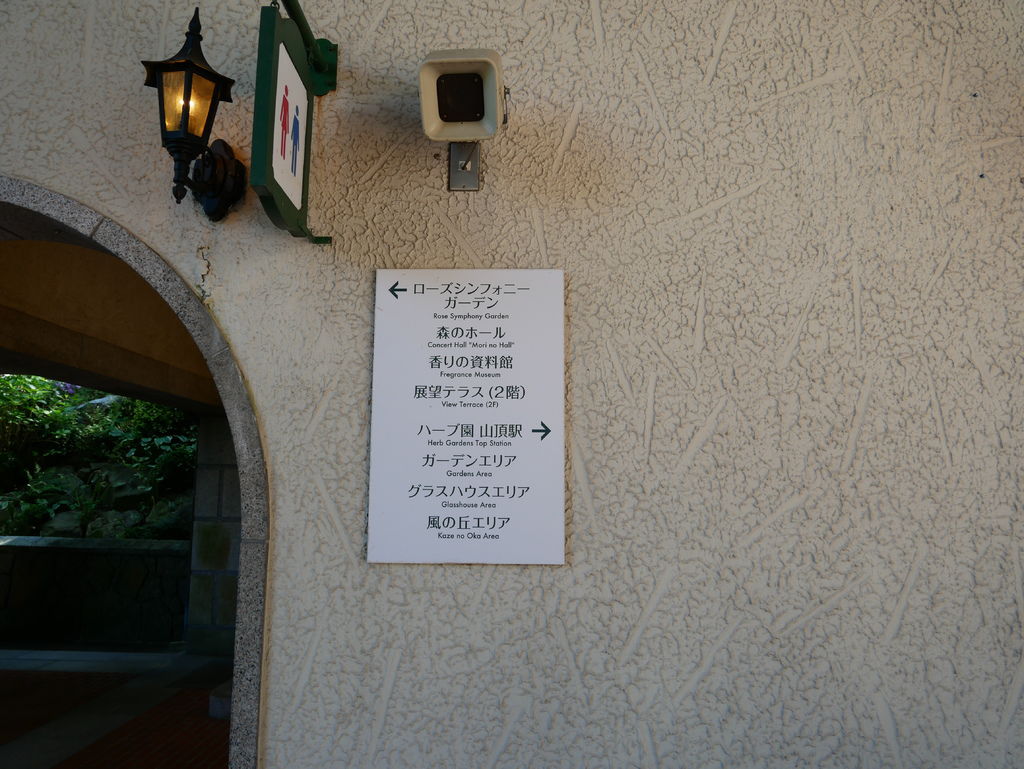 ← ローズシンフォニー
ガーデン
Rose Symphony Garden
森のホール
Concert Hall "Mori no Hall"
香りの資料館
Fregrance Museum
展望テラス (2階)
View Terrace (2F)
ハーブ園 山頂駅 →
Herb Gardens Top Station
ガーデンエリア
Gardens Area
グラスハウスエリア
Glasshouse Area
風の丘エリア
Kaze no Oka Area